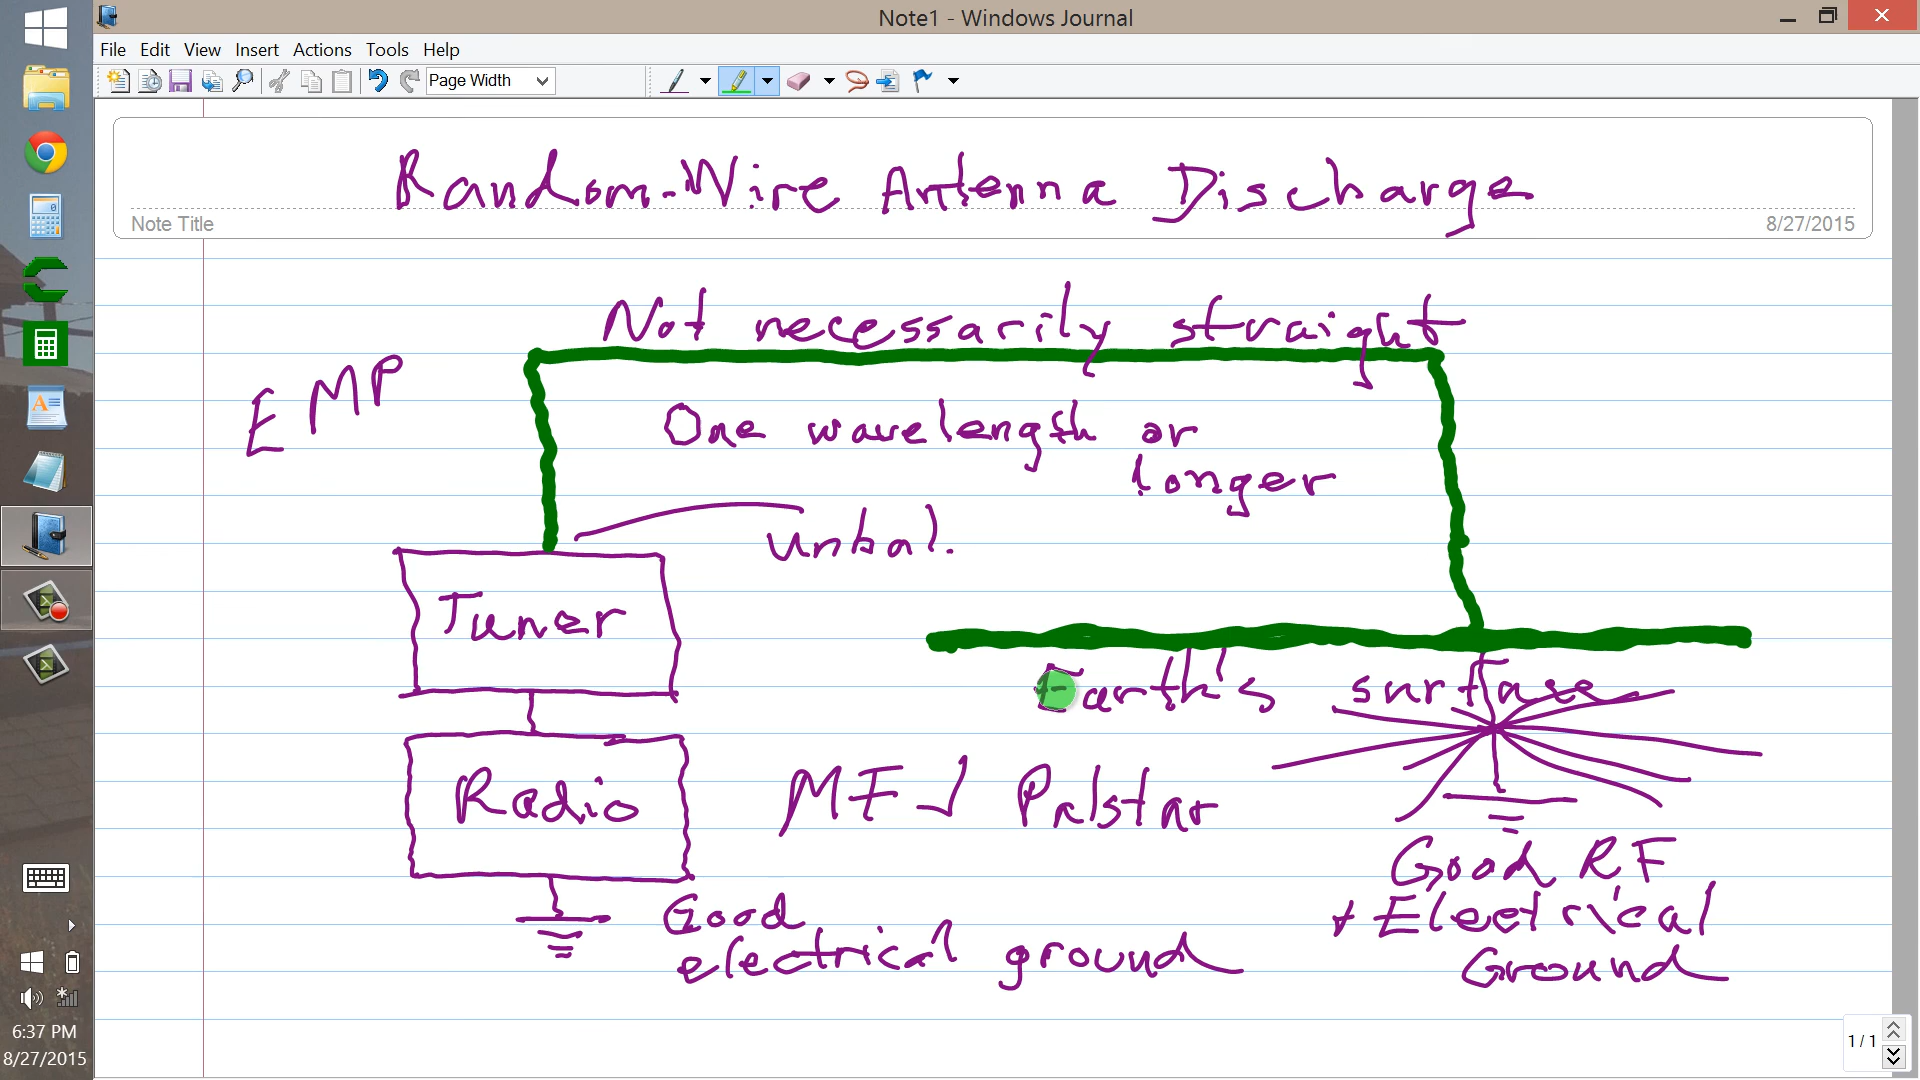 Note1 - Windows Journal
File Edit View Insert Actions Tools Help
Page Width
Random-Wire Antenna Discharge
Note Title
8/27/2015
Not necessarily straight
EMP
One wavelength or
longer
unbal.
Tuner
Earth's surface
Radio
MFJ Palstar
Good RF
+ Electrical
Ground
Good
electrical ground
6:37 PM
8/27/2015
1 / 1